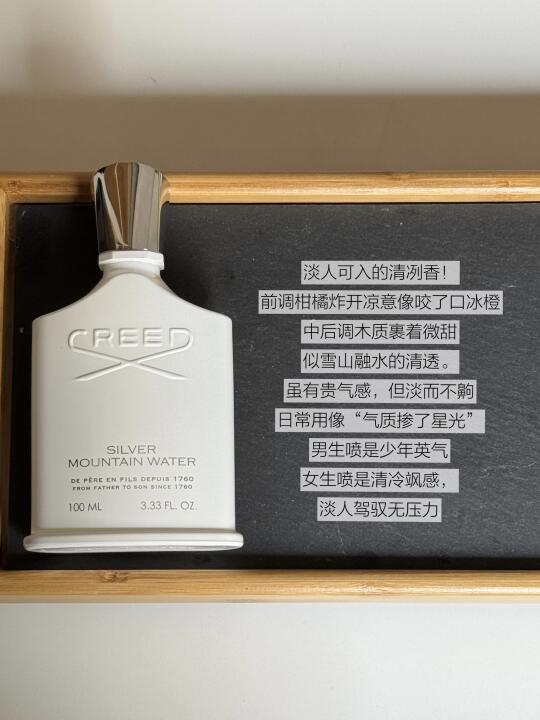 CREED
SILVER
MOUNTAIN WATER
DE PÈRE EN FILS DEPUIS 1760
FROM FATHER TO SON SINCE 1760
100 ML 3.33 FL. OZ.
淡人可入的清冽香！
前调柑橘炸开凉意像咬了口冰橙
中后调木质裹着微甜
似雪山融水的清透。
虽有贵气感，但淡而不齁
日常用像“气质掺了星光”
男生喷是少年英气
女生喷是清冷飒感，
淡人驾驭无压力